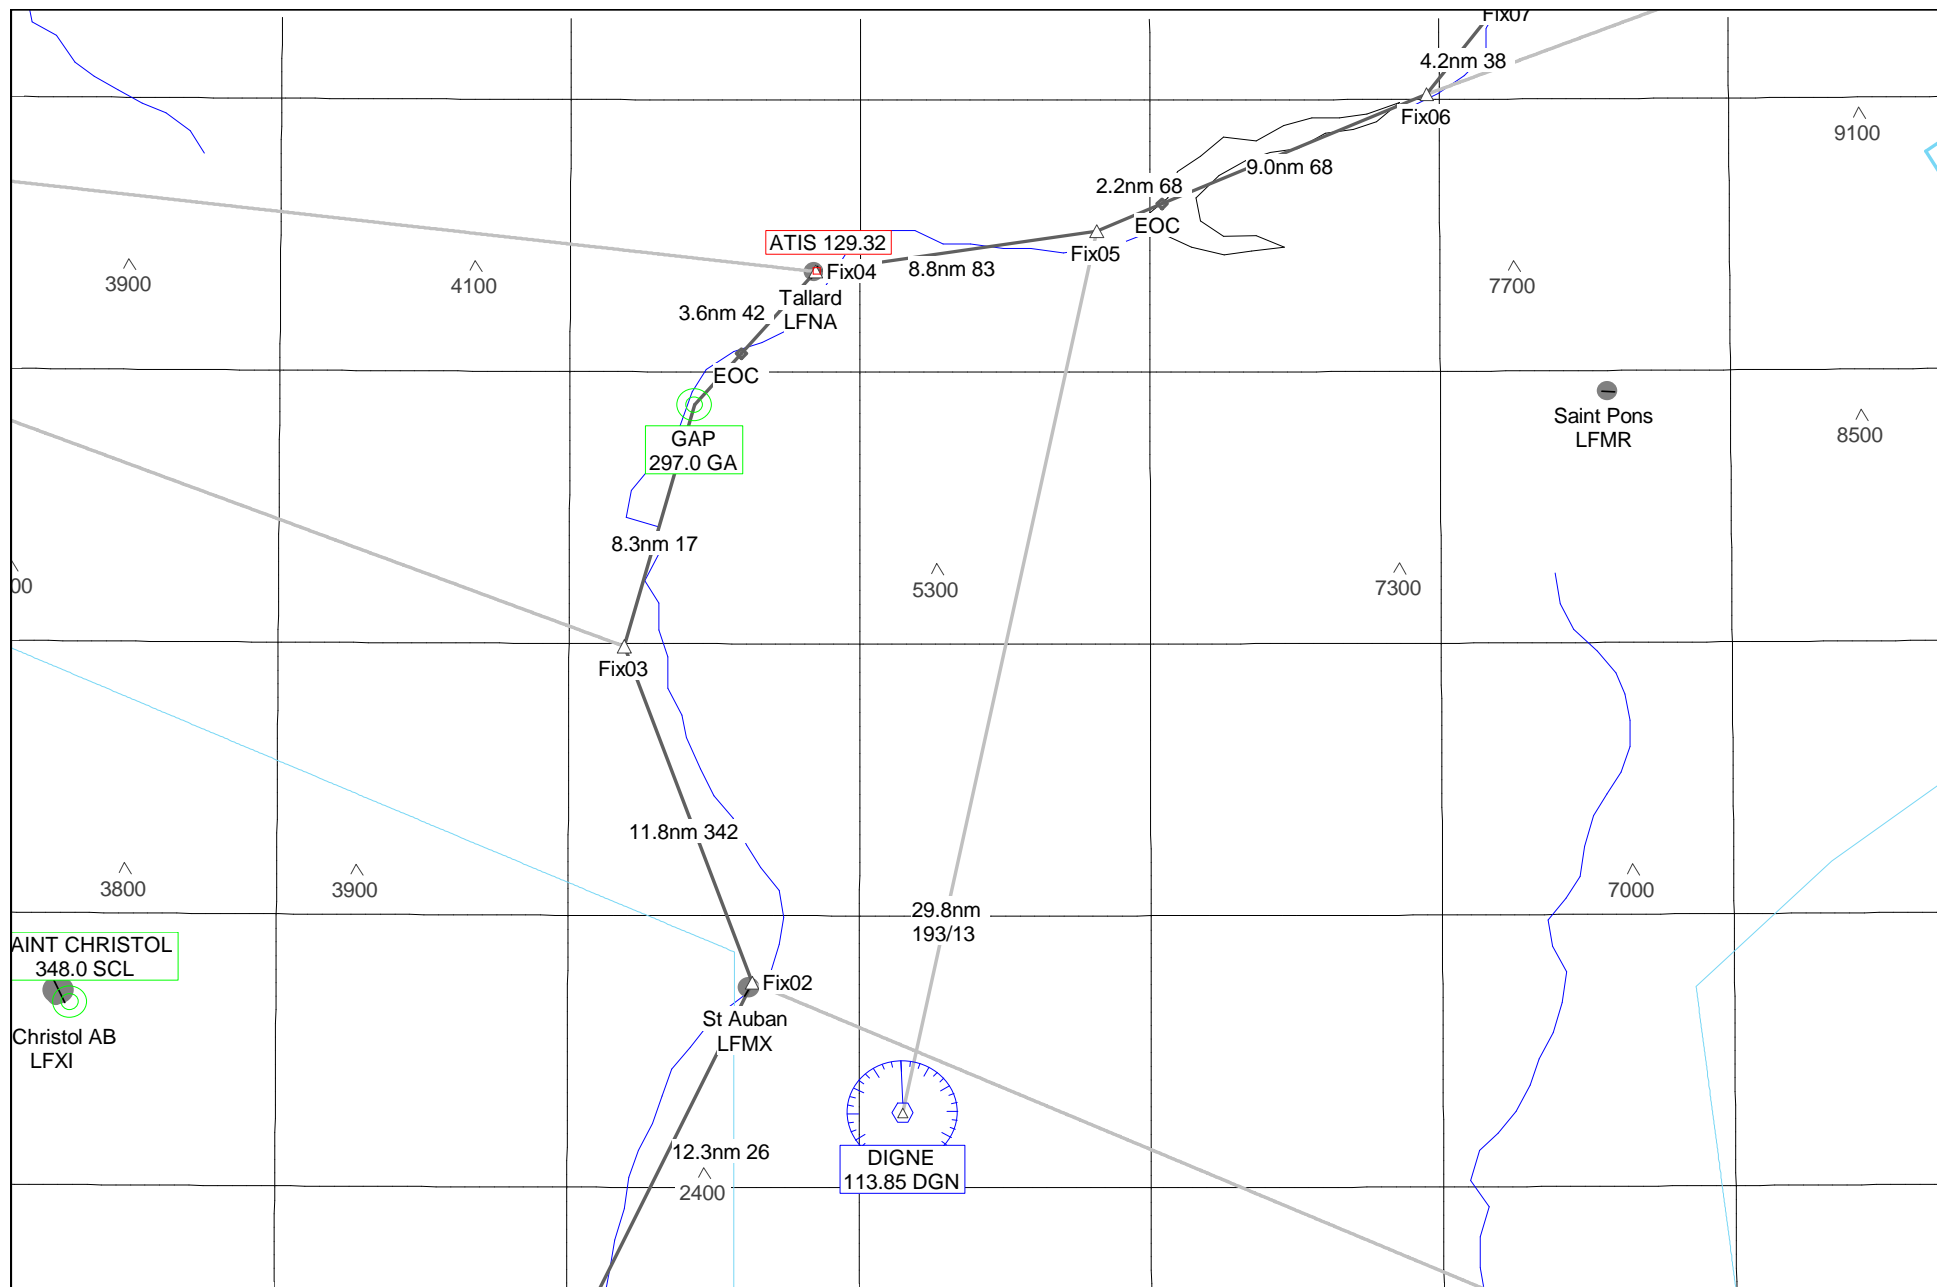 Fix07
4.2nm 38
Fix06
9100
9.0nm 68
2.2nm 68
EOC
ATIS 129.32
Fix05
Fix04
8.8nm 83
3900
4100
7700
Tallard
LFNA
3.6nm 42
EOC
Saint Pons
LFMR
8500
GAP
297.0 GA
8.3nm 17
00
5300
7300
Fix03
11.8nm 342
3800
3900
7000
29.8nm
193/13
AINT CHRISTOL
348.0 SCL
Fix02
St Auban
LFMX
Christol AB
LFXI
12.3nm 26
DIGNE
113.85 DGN
2400